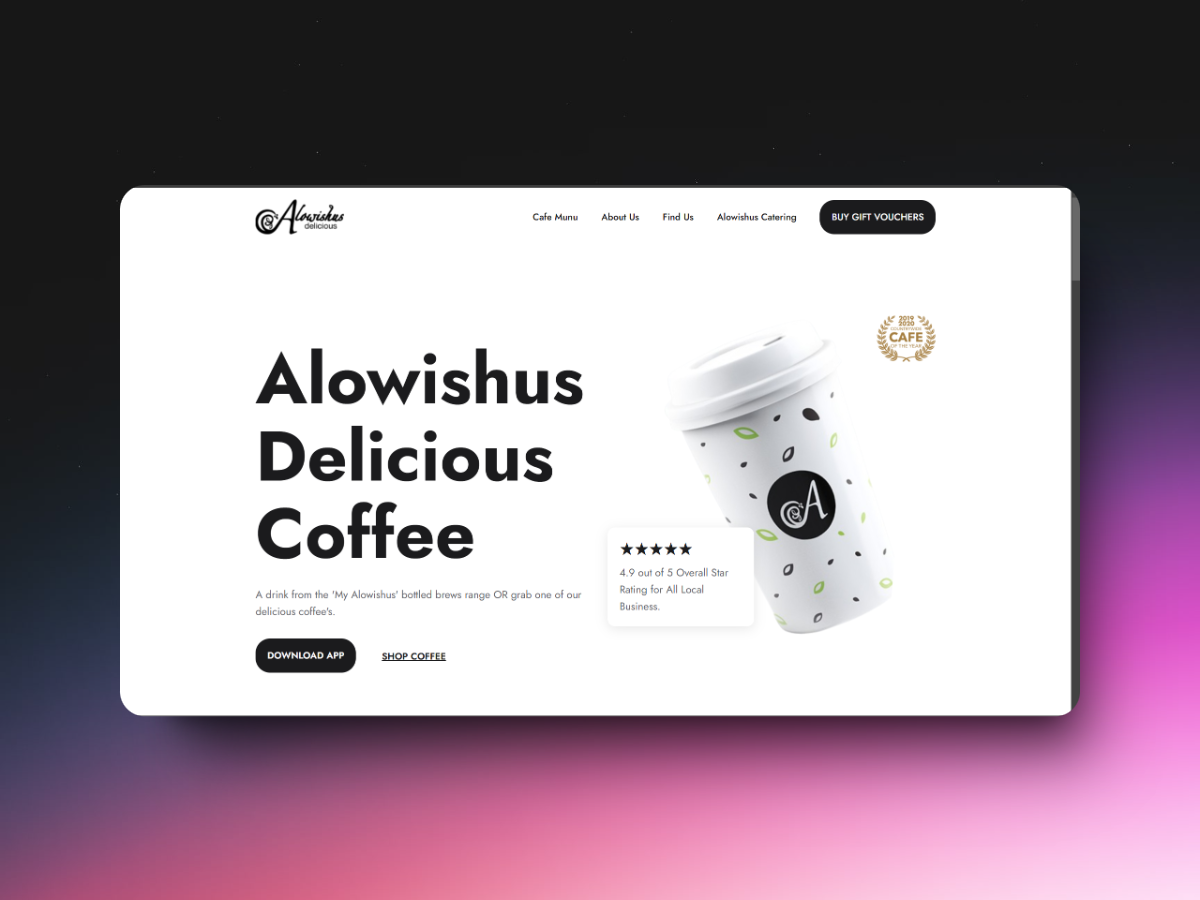 Alowishus
delicious
Cafe Munu
About Us
Find Us
Alowishus Catering
BUY GIFT VOUCHERS
2019
2020
CAFE
OF THE YEAR
Alowishus
Delicious
Coffee
A
4.9 out of 5 Overall Star
Rating for All Local
Business.
A drink from the 'My Alowishus' bottled brews range OR grab one of our
delicious coffee's.
DOWNLOAD APP
SHOP COFFEE